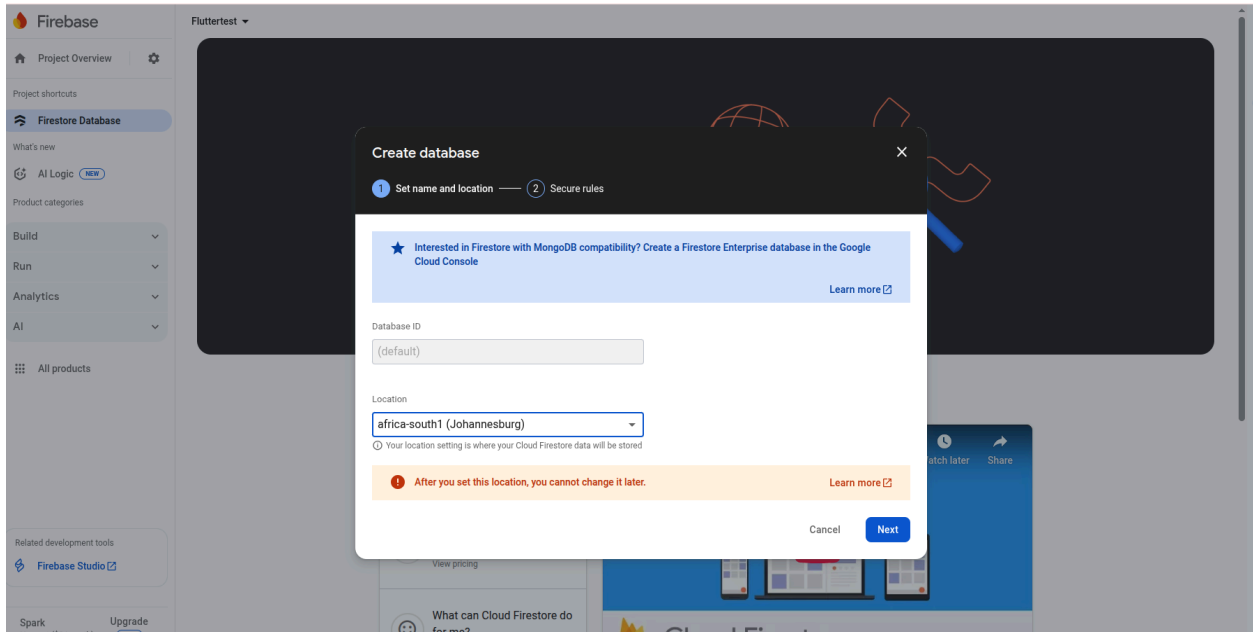 Firebase
Fluttertest
Project Overview
Project shortcuts
Firestore Database
What's new
AI Logic NEW
Product categories
Build
Run
Analytics
AI
All products
Related development tools
Firebase Studio
Spark
Upgrade
Create database
1 Set name and location
2 Secure rules
Interested in Firestore with MongoDB compatibility? Create a Firestore Enterprise database in the Google
Cloud Console
Learn more
Database ID
(default)
Location
africa-south1 (Johannesburg)
Your location setting is where your Cloud Firestore data will be stored
After you set this location, you cannot change it later.
Learn more
Cancel
Next
later
Share
View pricing
What can Cloud Firestore do
for me?